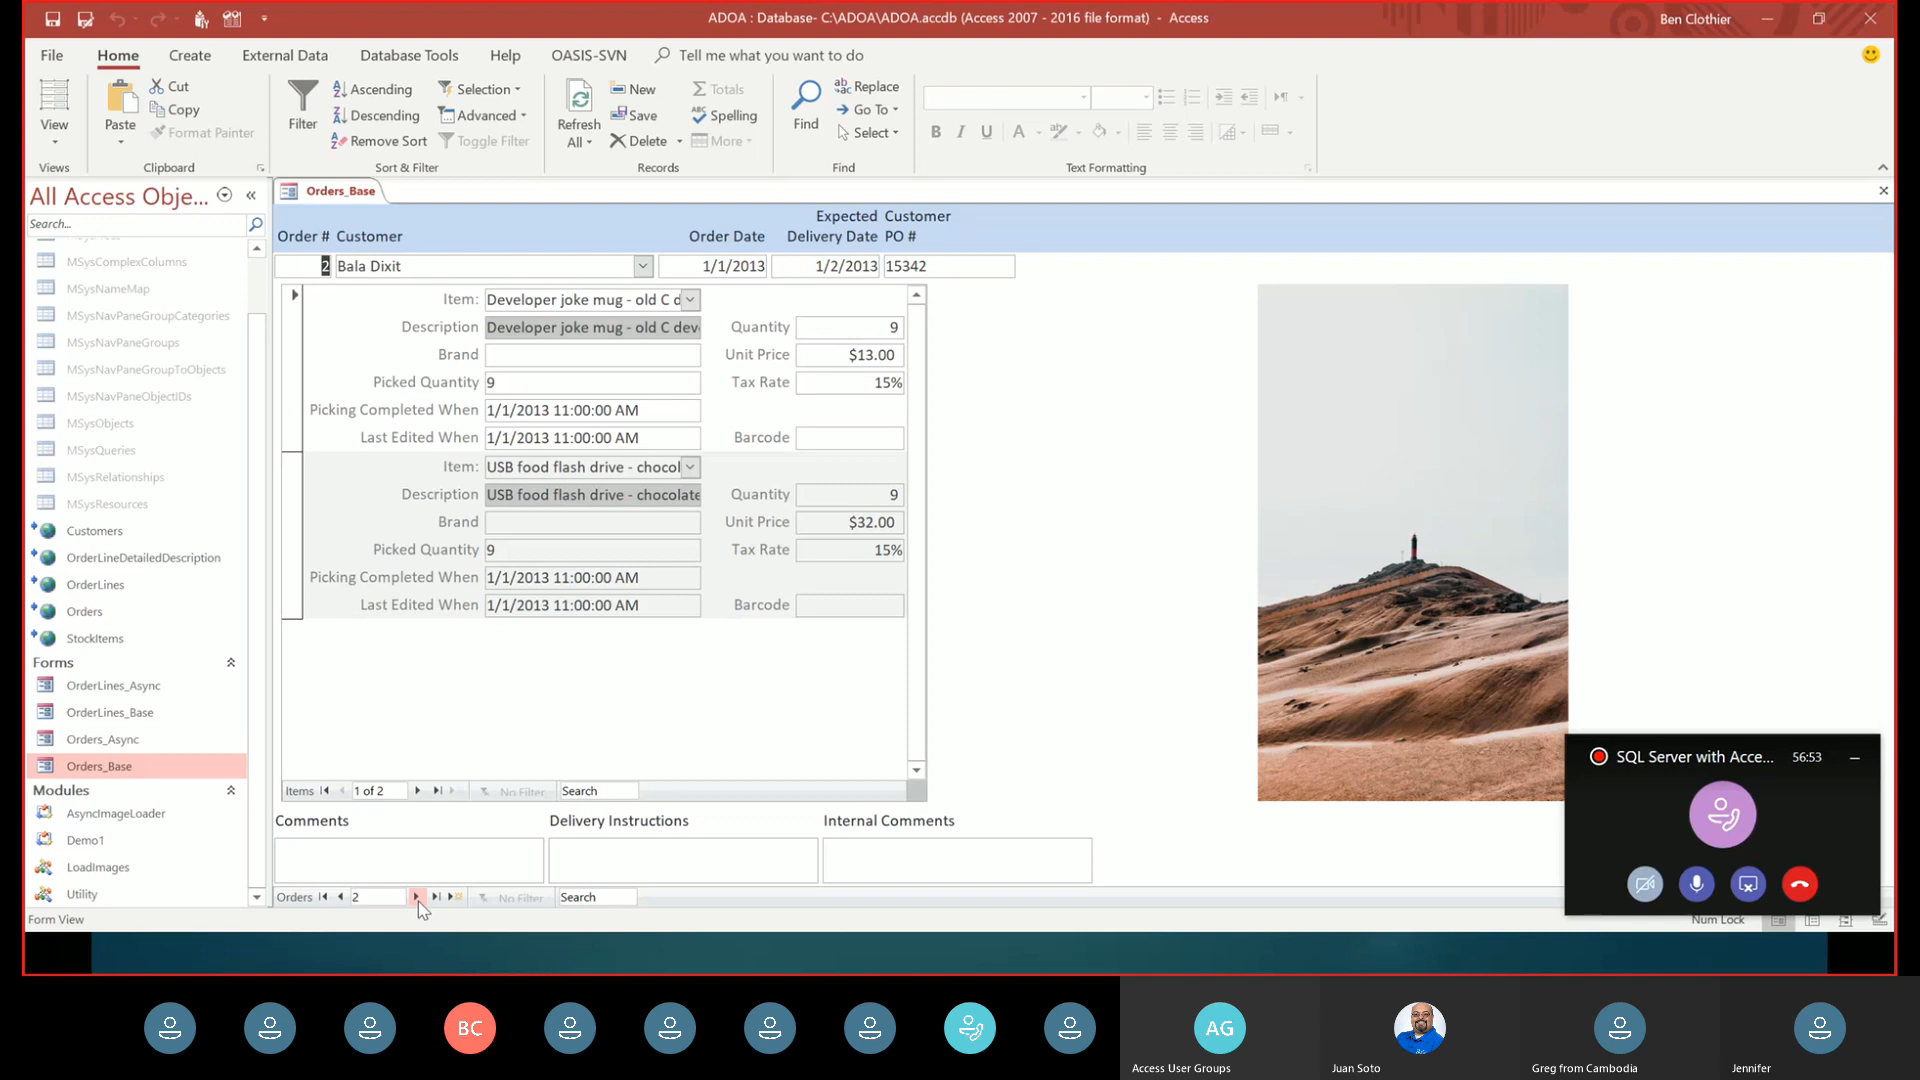 ADOA : Database- C:\ADOA\ADOA.accdb (Access 2007 - 2016 file format) - Access
Ben Clothier
File Home Create External Data Database Tools Help OASIS-SVN Tell me what you want to do
View
Views
Paste
Cut
Copy
Format Painter
Clipboard
Filter
Ascending
Descending
Remove Sort
Selection
Advanced
Toggle Filter
Sort & Filter
Refresh
All
New
Save
Delete
Totals
Spelling
More
Records
Find
Replace
Go To
Select
Find
B I U A
Text Formatting
All Access Obje...
Search...
MSysComplexColumns
MSysNameMap
MSysNavPaneGroupCategories
MSysNavPaneGroups
MSysNavPaneGroupToObjects
MSysNavPaneObjectIDs
MSysObjects
MSysQueries
MSysRelationships
MSysResources
Customers
OrderLineDetailedDescription
OrderLines
Orders
StockItems
Forms
OrderLines_Async
OrderLines_Base
Orders_Async
Orders_Base
Modules
AsyncImageLoader
Demo1
LoadImages
Utility
Form View
Orders_Base
Order # Customer Order Date Expected Delivery Date Customer PO #
2 Bala Dixit 1/1/2013 1/2/2013 15342
Item: Developer joke mug - old C d
Description Developer joke mug - old C dev Quantity 9
Brand Unit Price $13.00
Picked Quantity 9 Tax Rate 15%
Picking Completed When 1/1/2013 11:00:00 AM
Last Edited When 1/1/2013 11:00:00 AM Barcode
Item: USB food flash drive - chocol
Description USB food flash drive - chocolate Quantity 9
Brand Unit Price $32.00
Picked Quantity 9 Tax Rate 15%
Picking Completed When 1/1/2013 11:00:00 AM
Last Edited When 1/1/2013 11:00:00 AM Barcode
Items 1 of 2 No Filter Search
Comments Delivery Instructions Internal Comments
Orders 2 No Filter Search
SQL Server with Acce... 56:53
Num Lock
BC
AG
Access User Groups
Juan Soto
Greg from Cambodia
Jennifer